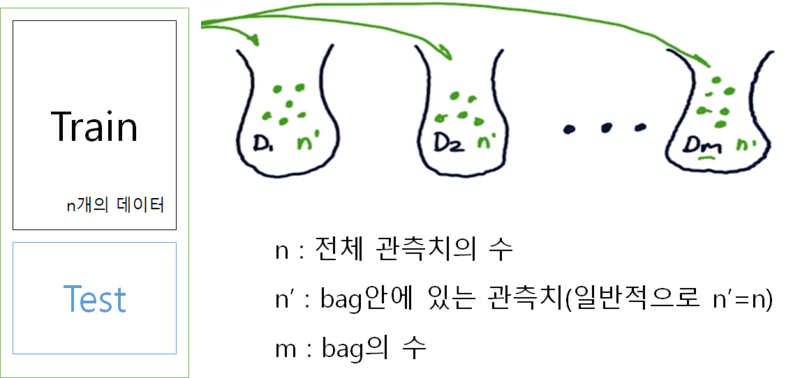 Train
n개의 데이터
Test
D1 n'
D2 n'
Dm n'
n : 전체 관측치의 수
n’ : bag안에 있는 관측치(일반적으로 n’=n)
m : bag의 수